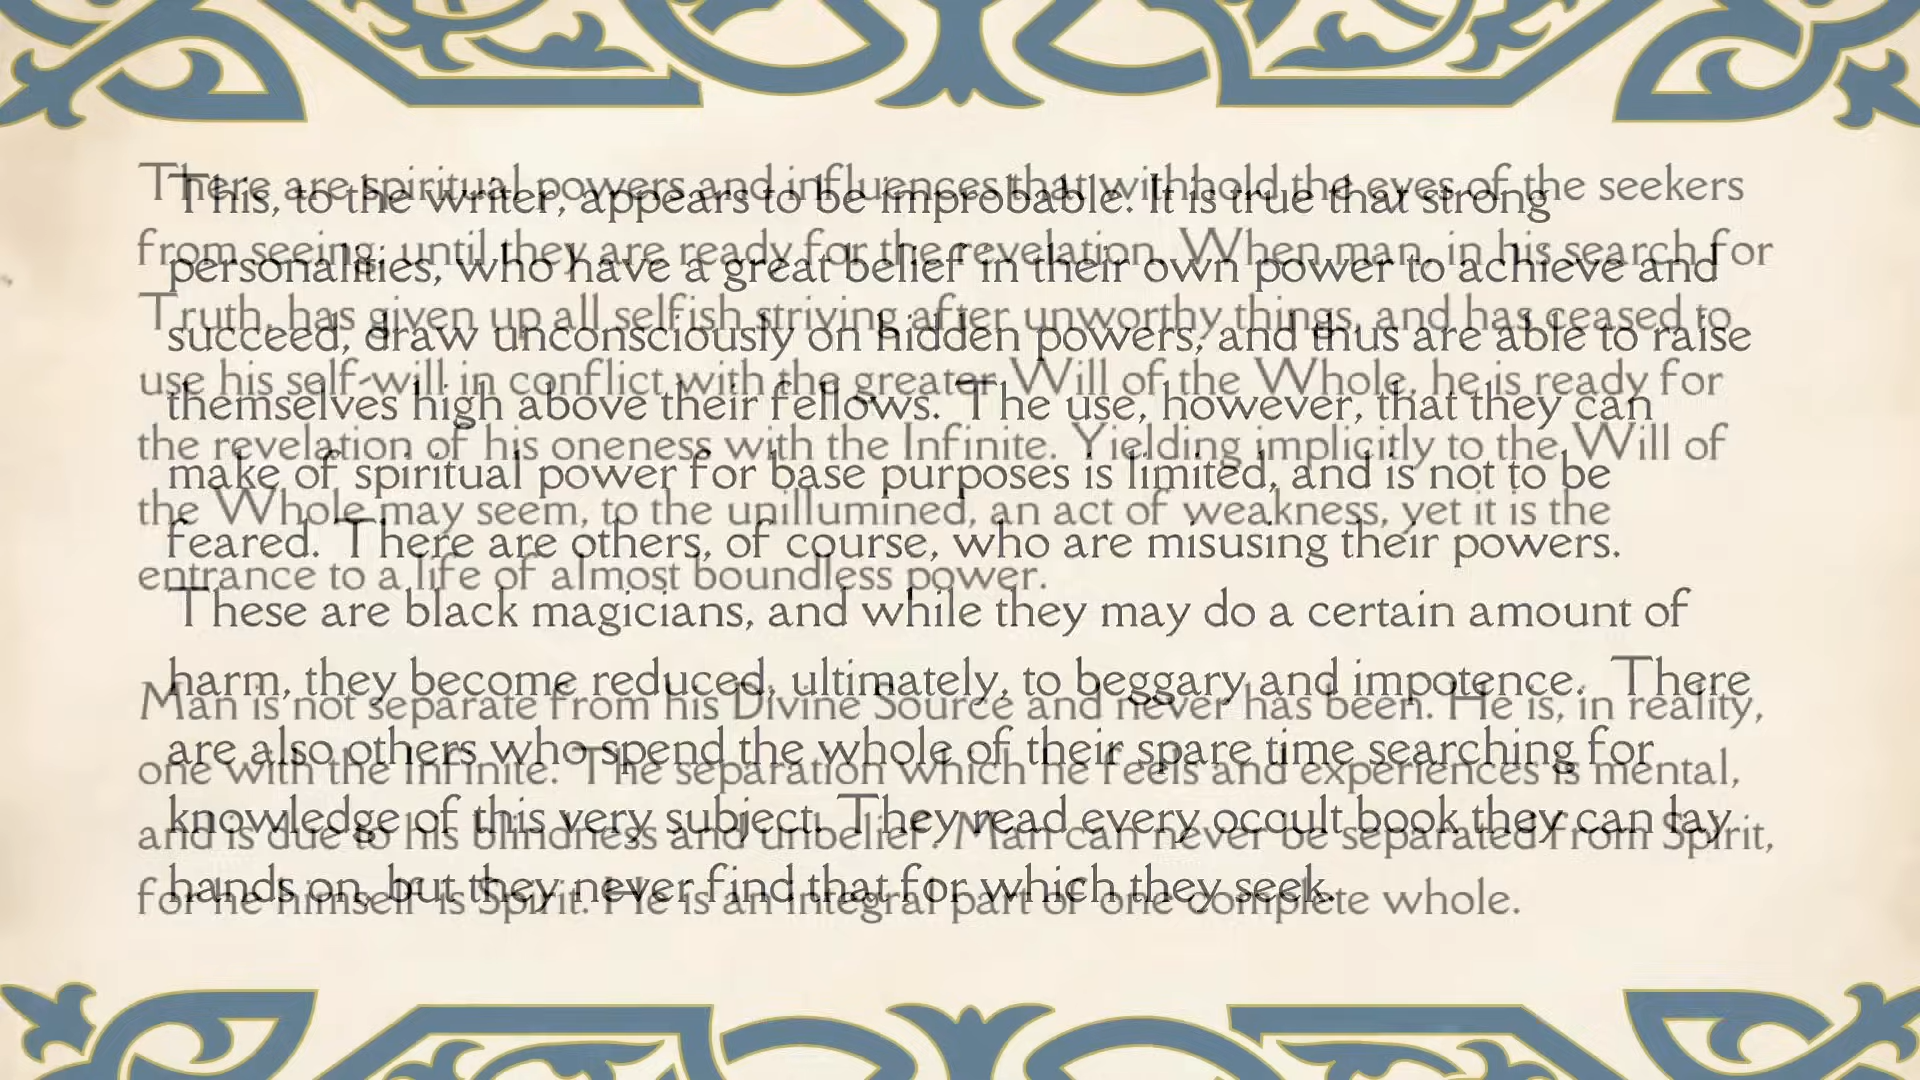 This, to the writer, appears to be improbable. It is true that strong
personalities, who have a great belief in their own power to achieve and
succeed, draw unconsciously on hidden powers, and thus are able to raise
themselves high above their fellows. The use, however, that they can
make of spiritual power for base purposes is limited, and is not to be
feared. There are others, of course, who are misusing their powers.
These are black magicians, and while they may do a certain amount of
harm, they become reduced, ultimately, to beggary and impotence. There
are also others who spend the whole of their spare time searching for
knowledge of this very subject. They read every occult book they can lay
hands on, but they never find that for which they seek.
There are spiritual powers and influences that withhold the eyes of the seekers
from seeing, until they are ready for the revelation. When man, in his search for
Truth, has given up all selfish striving after unworthy things, and has ceased to
use his self-will in conflict with the greater Will of the Whole, he is ready for
the revelation of his oneness with the Infinite. Yielding implicitly to the Will of
the Whole may seem, to the unillumined, an act of weakness, yet it is the
entrance to a life of almost boundless power.
Man is not separate from his Divine Source and never has been. He is, in reality,
one with the Infinite. The separation which he feels and experiences is mental,
and is due to his blindness and unbelief. Man can never be separated from Spirit,
for he himself is Spirit. He is an integral part of one complete whole.